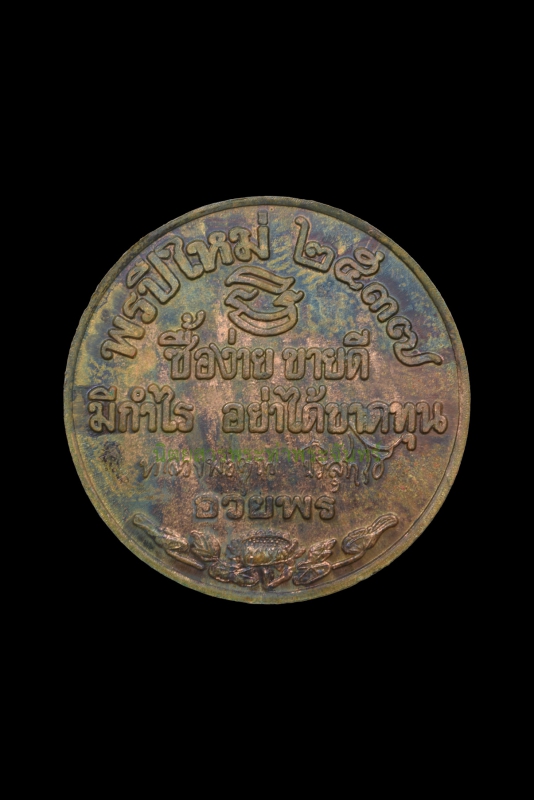 พรปีใหม่ ๒๕๓๗
ซื้อง่าย ขายดี
มีกำไร อย่าได้ขาดทุน
อวยพร